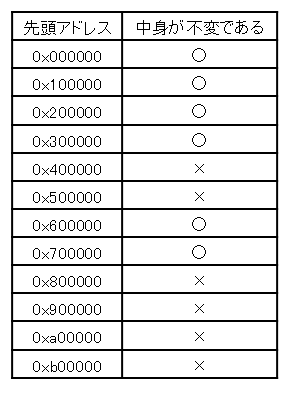 先頭アドレス 中身が不変である
0x000000 ○
0x100000 ○
0x200000 ○
0x300000 ○
0x400000 ×
0x500000 ×
0x600000 ○
0x700000 ○
0x800000 ×
0x900000 ×
0xa00000 ×
0xb00000 ×